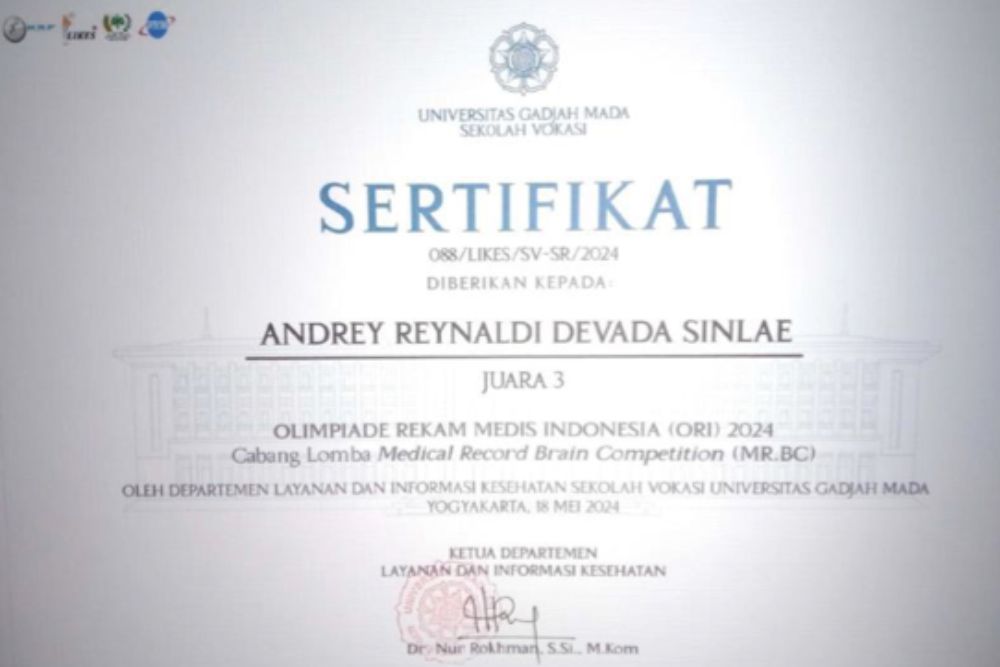 LIKES
UNIVERSITAS GADJAH MADA
SEKOLAH VOKASI
SERTIFIKAT
088/LIKES/SV-SR/2024
DIBERIKAN KEPADA:
ANDREY REYNALDI DEVADA SINLAE
JUARA 3
OLIMPIADE REKAM MEDIS INDONESIA (ORI) 2024
Cabang Lomba Medical Record Brain Competition (MR.BC)
OLEH DEPARTEMEN LAYANAN DAN INFORMASI KESEHATAN SEKOLAH VOKASI UNIVERSITAS GADJAH MADA
YOGYAKARTA, 18 MEI 2024
KETUA DEPARTEMEN
LAYANAN DAN INFORMASI KESEHATAN
Dr. Nur Rokhman, S.Si., M.Kom